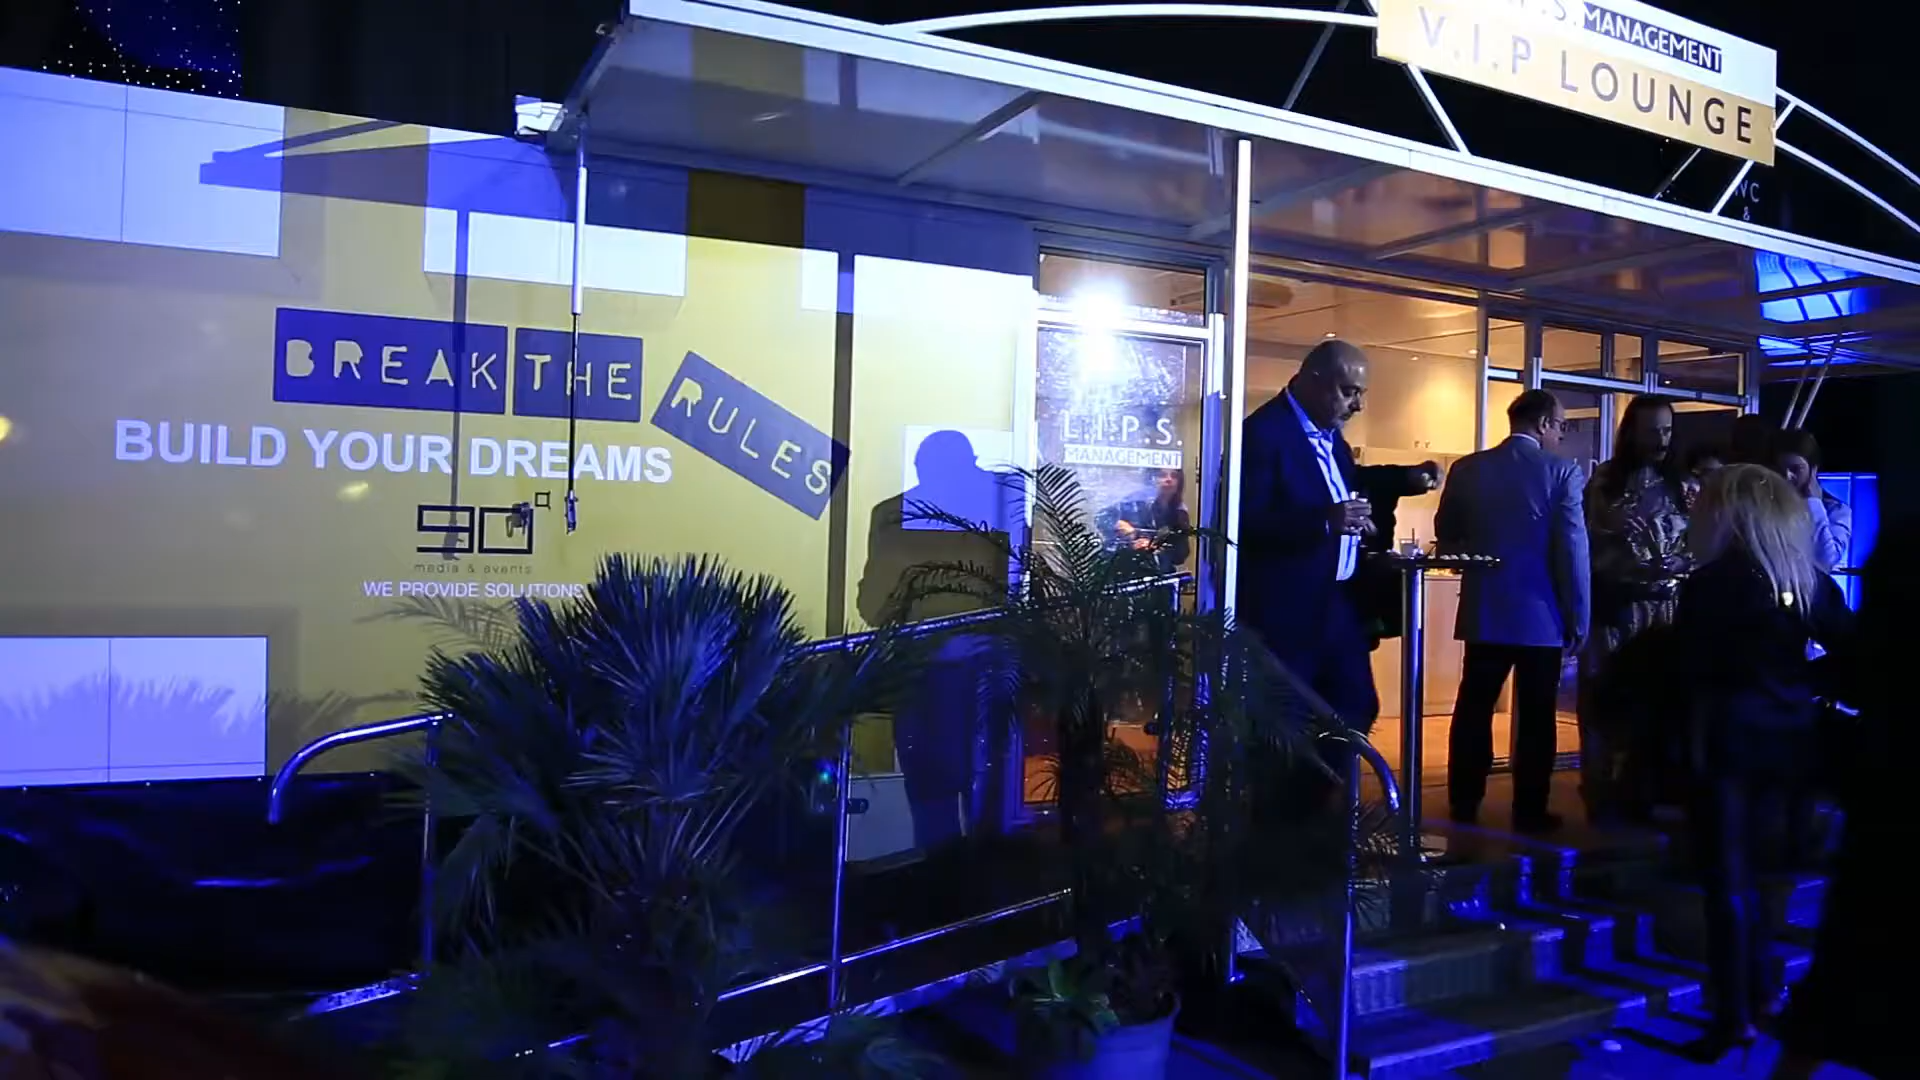 MANAGEMENT
V.I.P LOUNGE
BREAK THE RULES
BUILD YOUR DREAMS
90°
media & events
WE PROVIDE SOLUTIONS
L.I.P.S.
MANAGEMENT